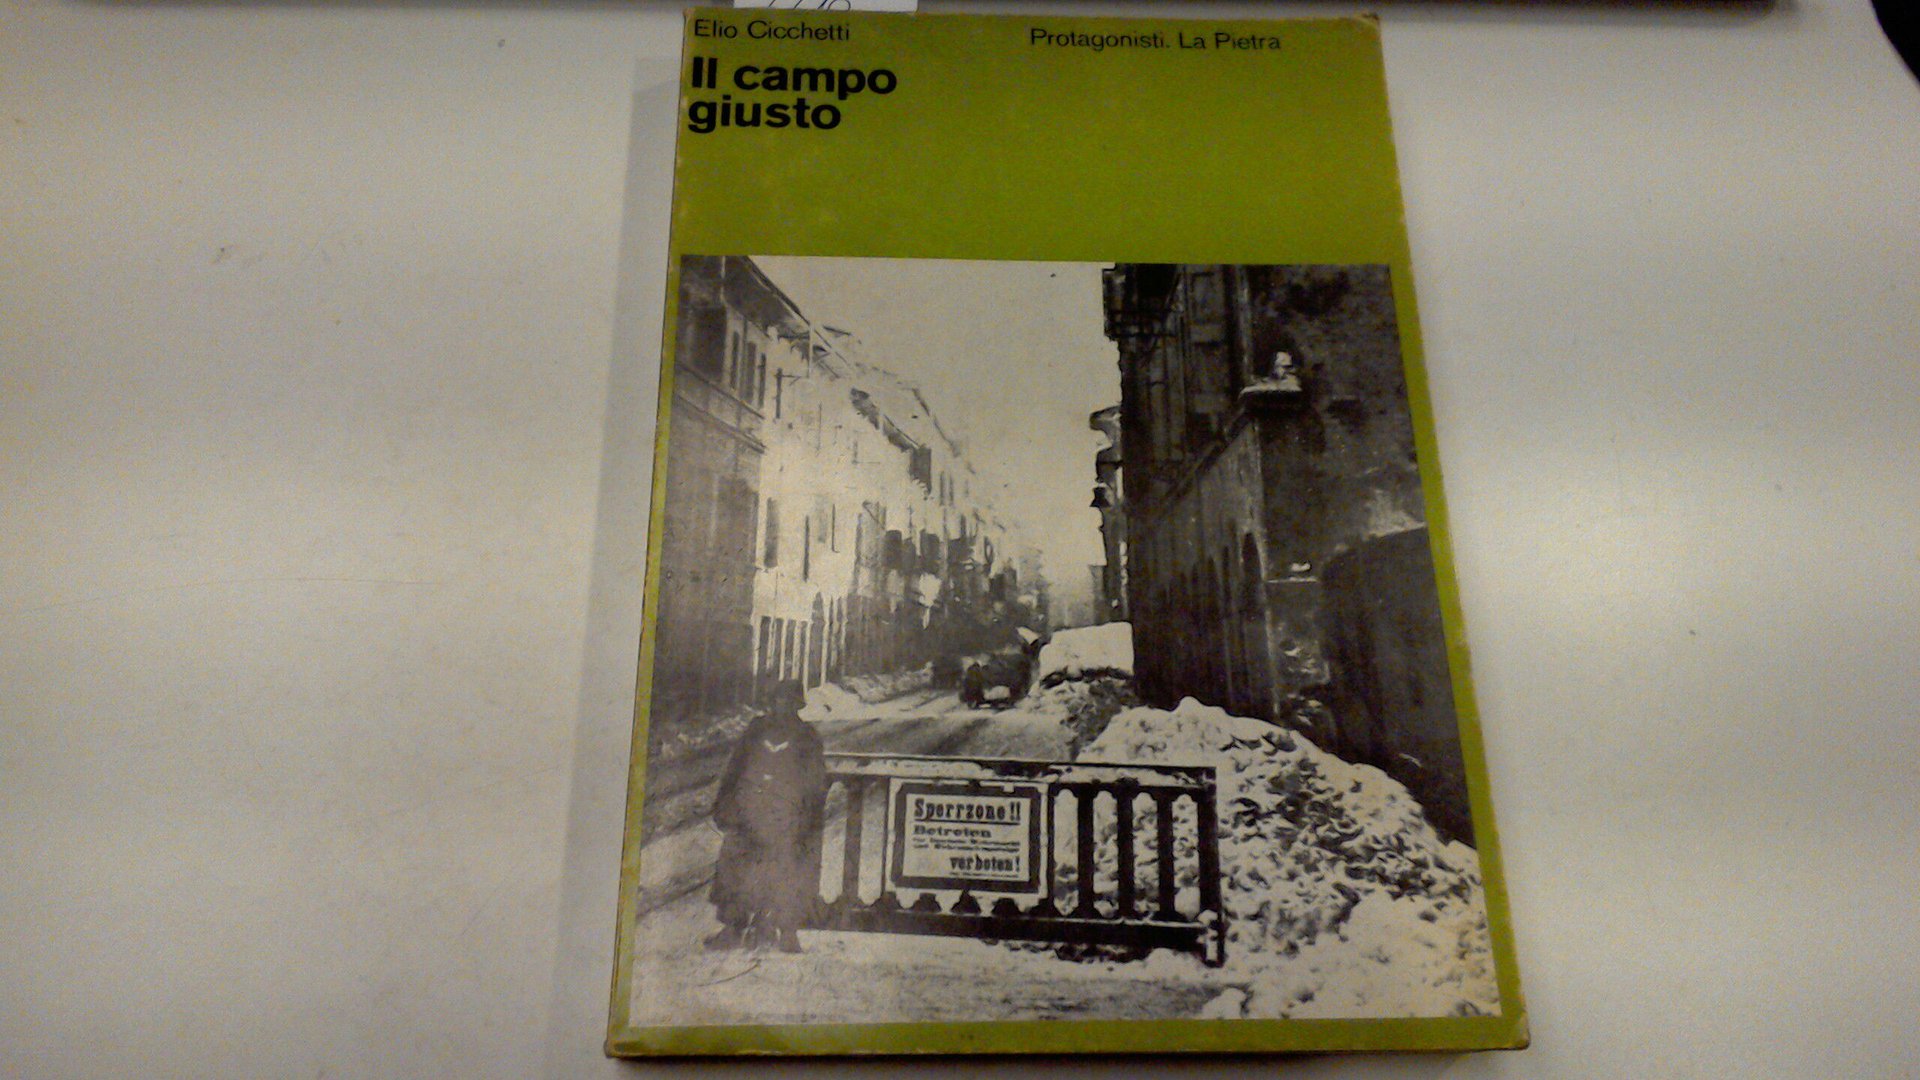 Elio Cicchetti
Protagonisti. La Pietra
Il campo
giusto
Sperrzone!!
Betreten
verboten!